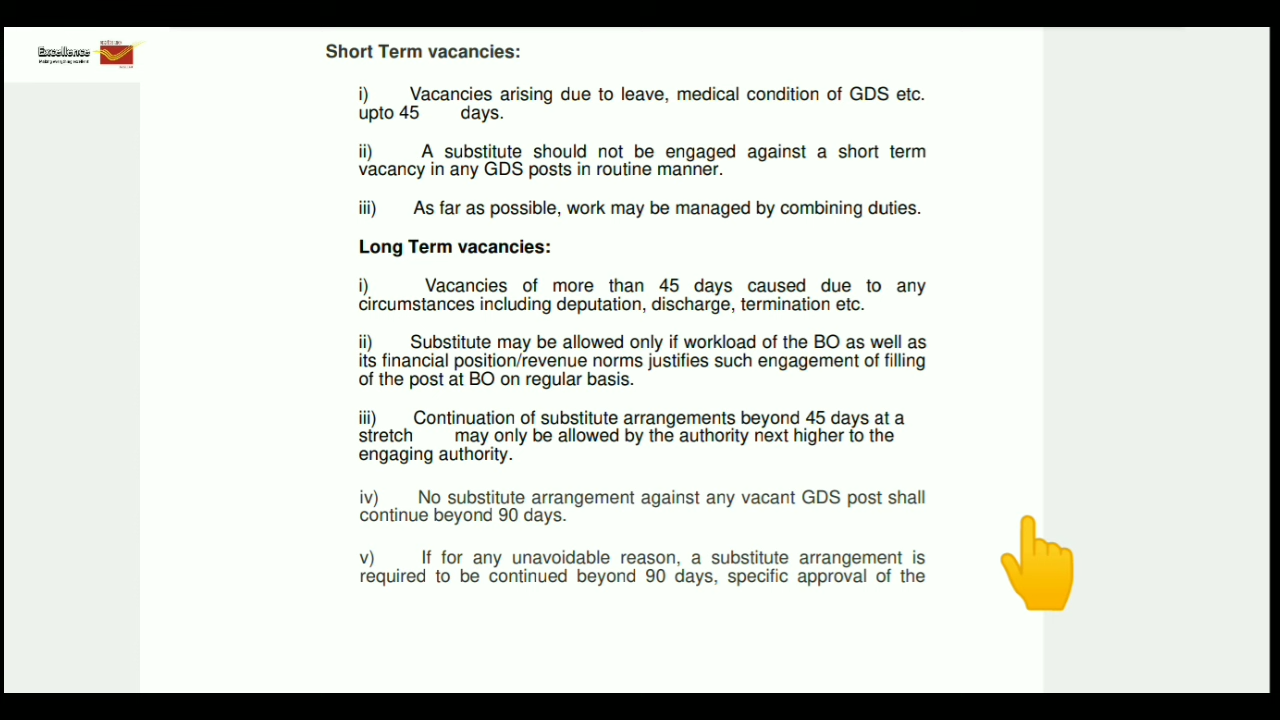 Excellence
Short Term vacancies:
i) Vacancies arising due to leave, medical condition of GDS etc.
upto 45 days.
ii) A substitute should not be engaged against a short term
vacancy in any GDS posts in routine manner.
iii) As far as possible, work may be managed by combining duties.
Long Term vacancies:
i) Vacancies of more than 45 days caused due to any
circumstances including deputation, discharge, termination etc.
ii) Substitute may be allowed only if workload of the BO as well as
its financial position/revenue norms justifies such engagement of filling
of the post at BO on regular basis.
iii) Continuation of substitute arrangements beyond 45 days at a
stretch may only be allowed by the authority next higher to the
engaging authority.
iv) No substitute arrangement against any vacant GDS post shall
continue beyond 90 days.
v) If for any unavoidable reason, a substitute arrangement is
required to be continued beyond 90 days, specific approval of the